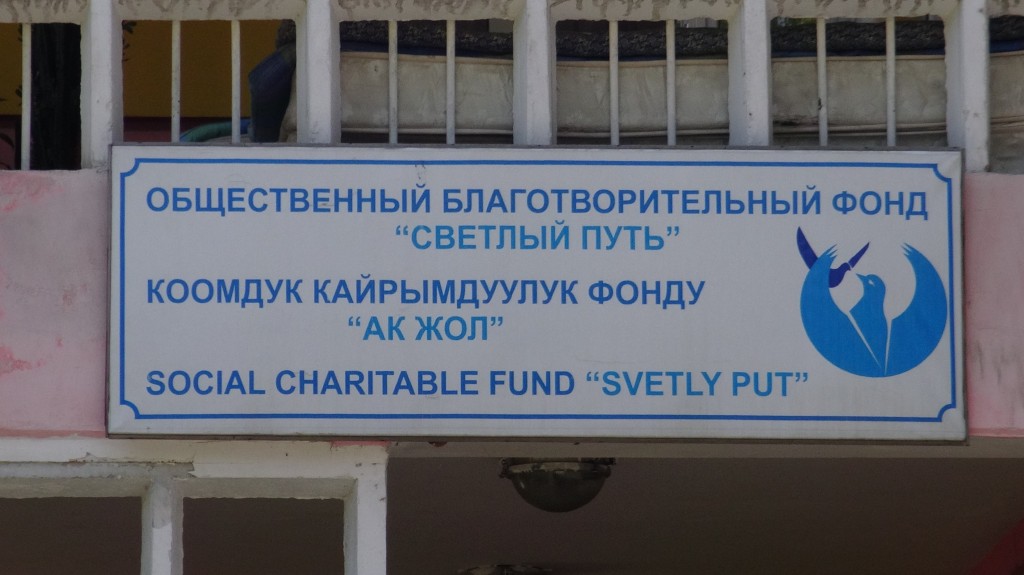 ОБЩЕСТВЕННЫЙ БЛАГОТВОРИТЕЛЬНЫЙ ФОНД
“СВЕТЛЫЙ ПУТЬ”
КООМДУК КАЙРЫМДУУЛУК ФОНДУ
“АК ЖОЛ”
SOCIAL CHARITABLE FUND “SVETLY PUT”